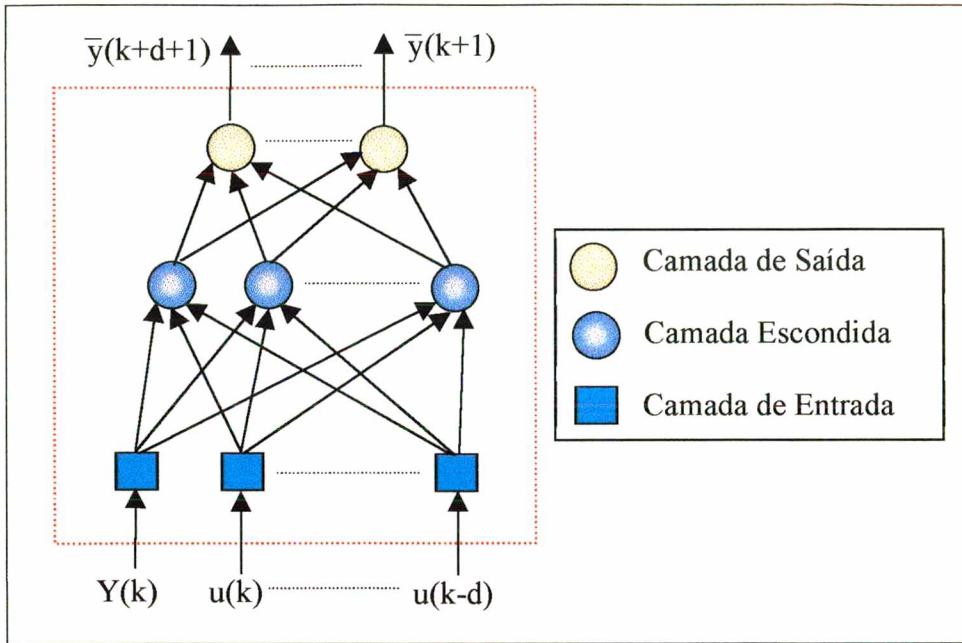 ȳ(k+d+1) ȳ(k+1)
Camada de Saída
Camada Escondida
Camada de Entrada
Y(k) u(k) u(k-d)